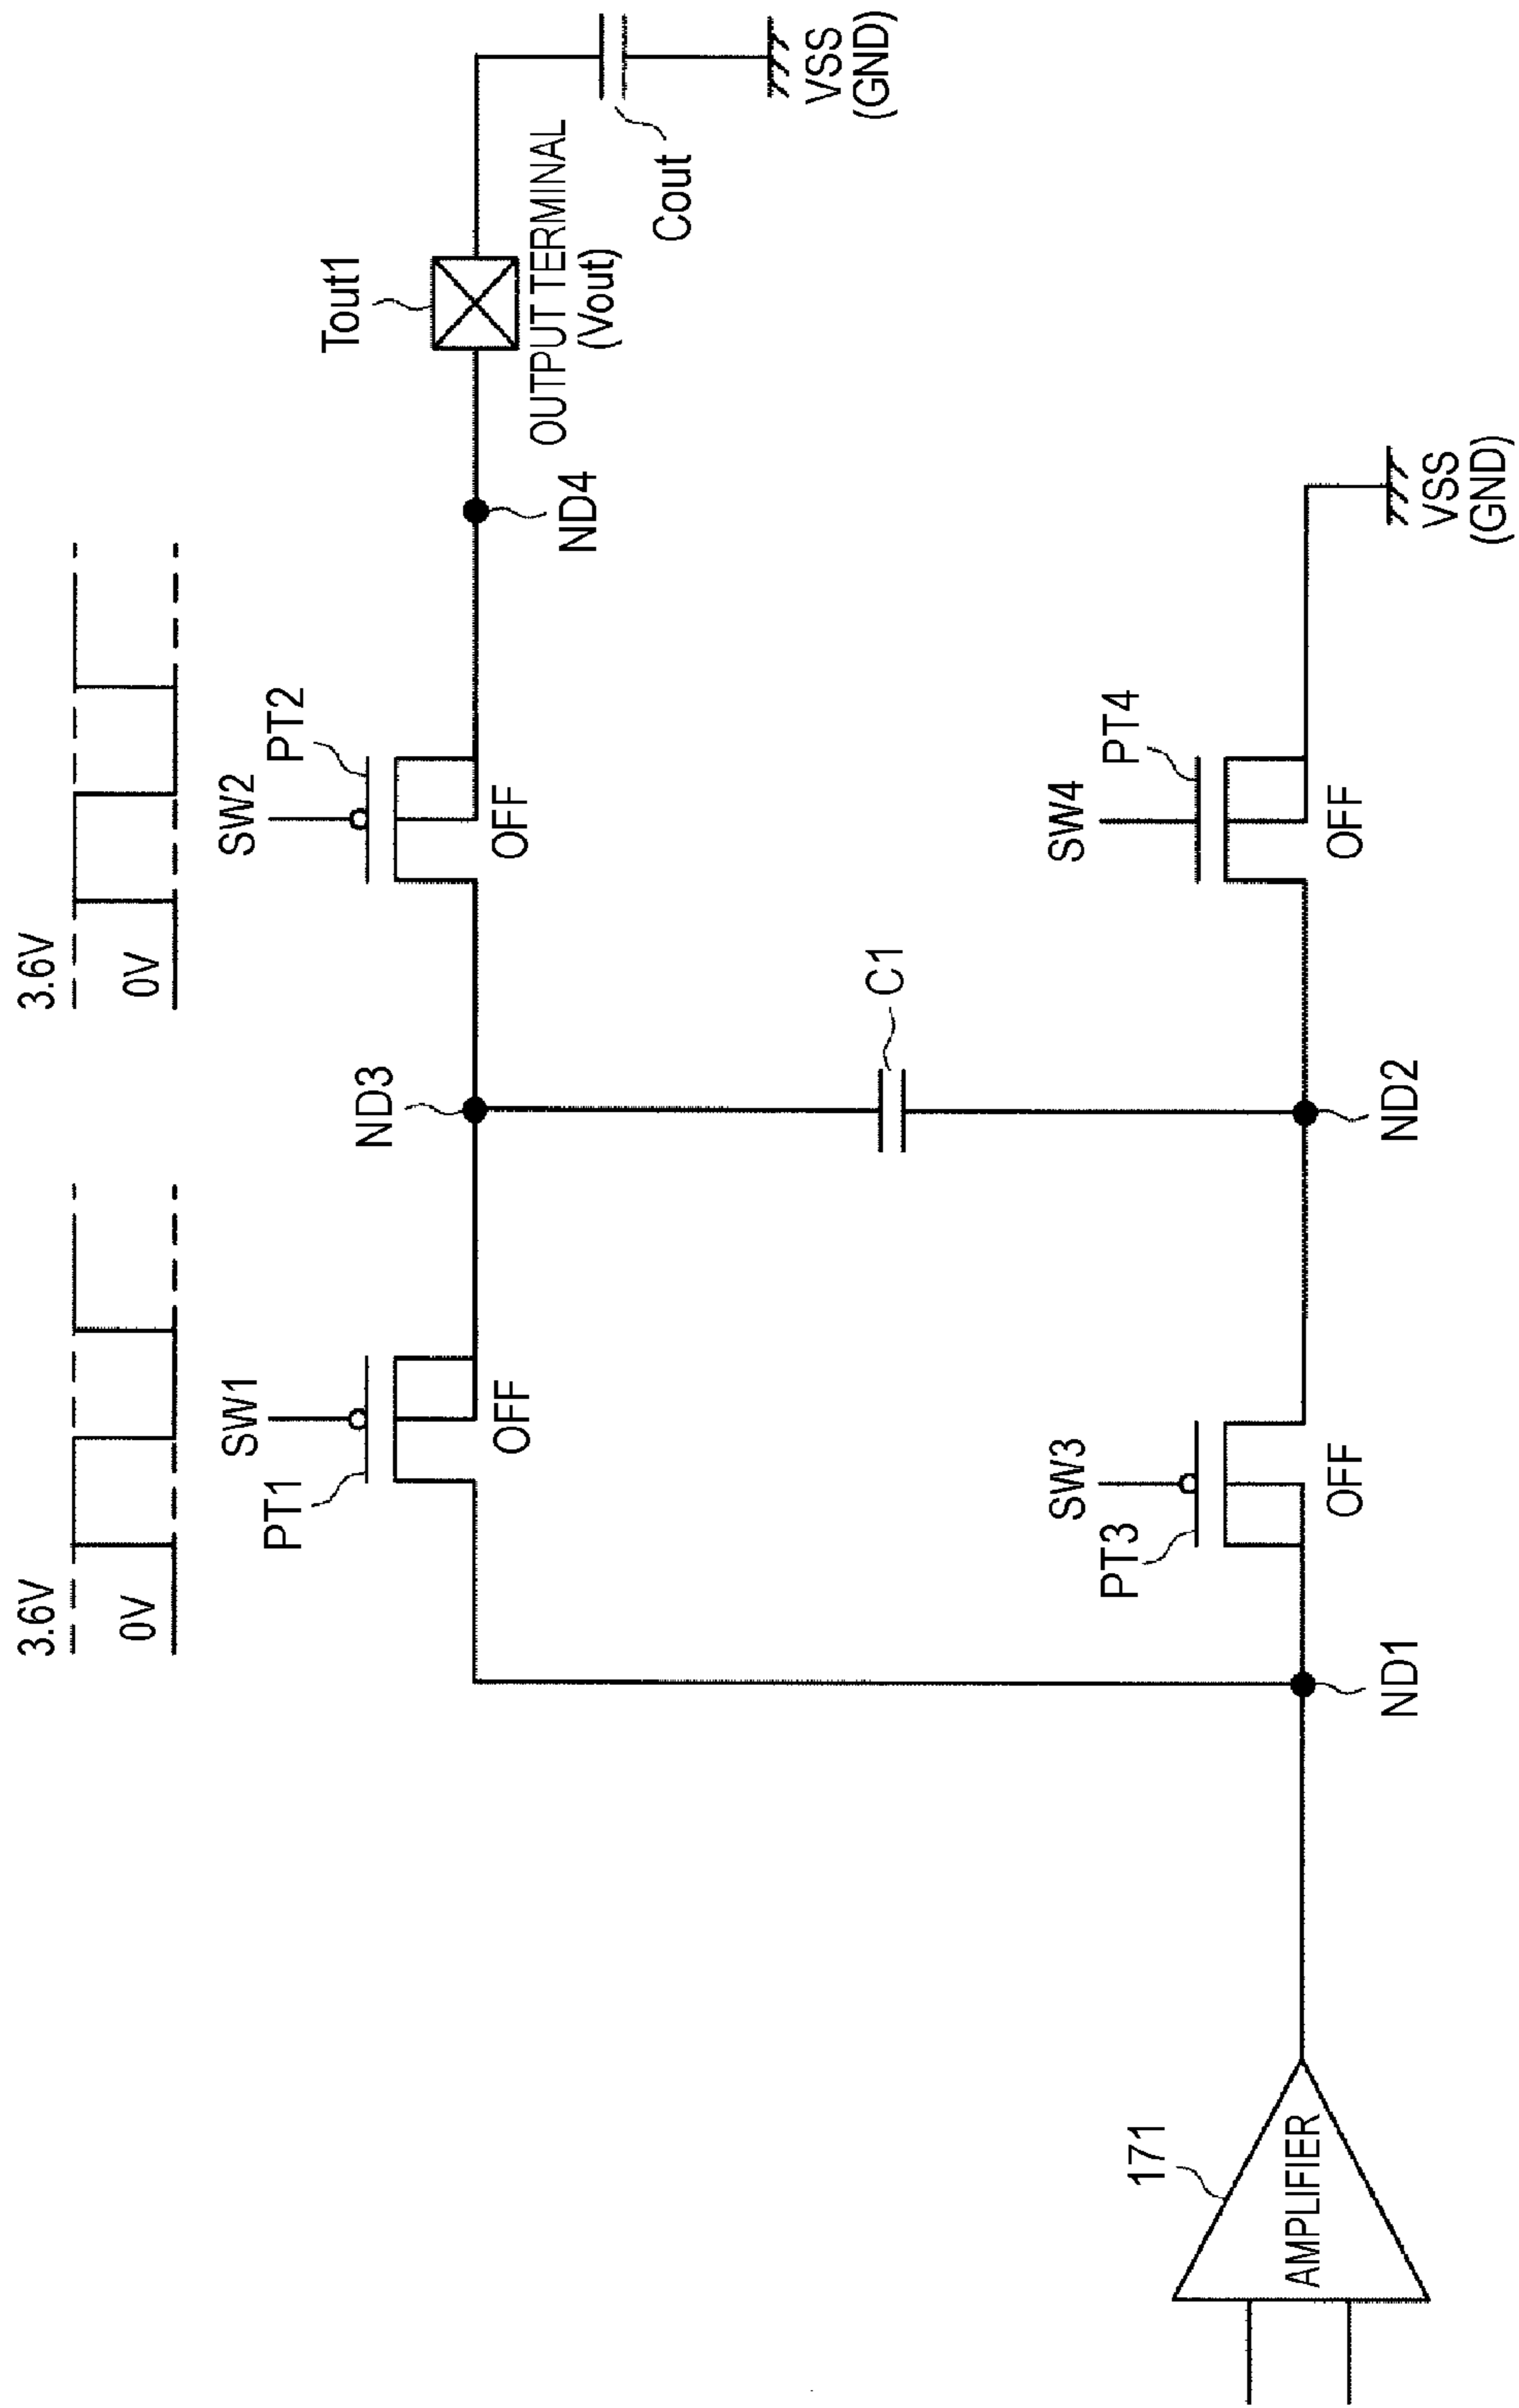 3.6V
0V
3.6V
0V
SW1
PT1
OFF
SW2
PT2
OFF
Tout1
OUTPUT TERMINAL
(Vout)
ND3
ND4
Cout
VSS
(GND)
C1
SW3
PT3
OFF
SW4
PT4
OFF
171
AMPLIFIER
ND1
ND2
VSS
(GND)